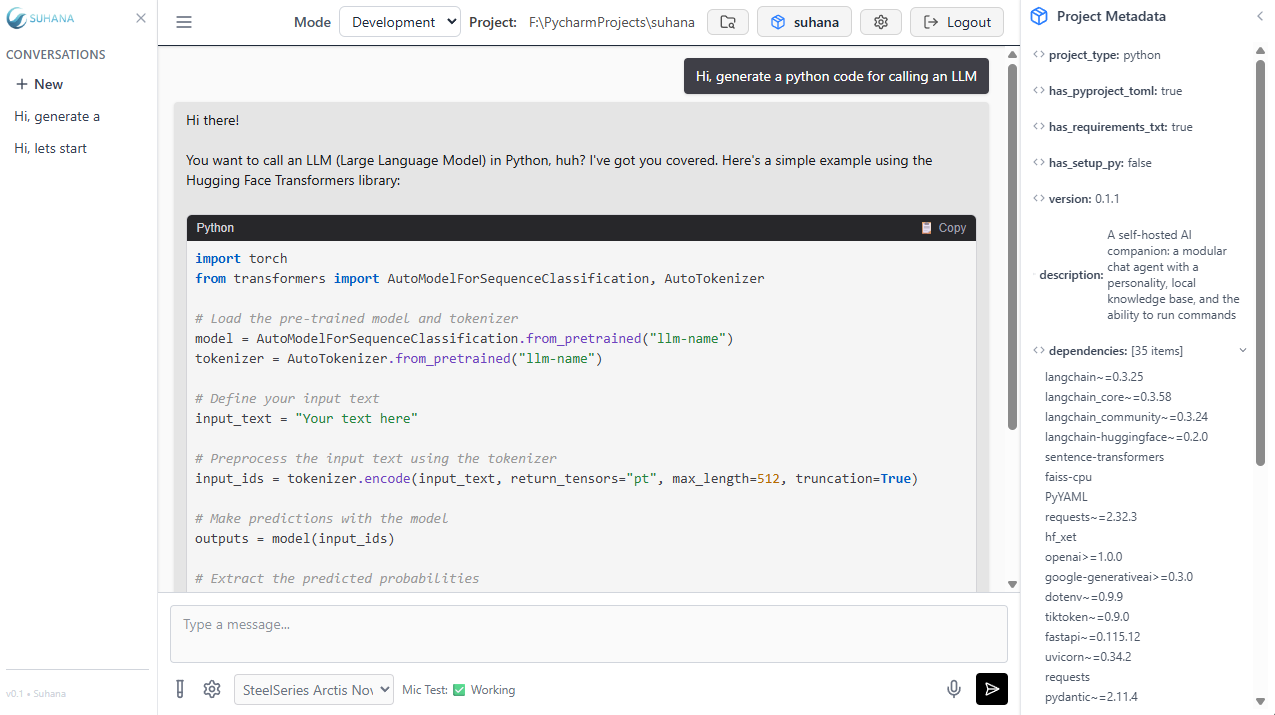 SUHANA
CONVERSATIONS
New
Hi, generate a
Hi, lets start
v0.1 • Suhana
Mode Development Project: F:\PycharmProjects\suhana suhana Logout
Hi, generate a python code for calling an LLM
Hi there!
You want to call an LLM (Large Language Model) in Python, huh? I've got you covered. Here's a simple example using the
Hugging Face Transformers library:
Python Copy
import torch
from transformers import AutoModelForSequenceClassification, AutoTokenizer
# Load the pre-trained model and tokenizer
model = AutoModelForSequenceClassification.from_pretrained("llm-name")
tokenizer = AutoTokenizer.from_pretrained("llm-name")
# Define your input text
input_text = "Your text here"
# Preprocess the input text using the tokenizer
input_ids = tokenizer.encode(input_text, return_tensors="pt", max_length=512, truncation=True)
# Make predictions with the model
outputs = model(input_ids)
# Extract the predicted probabilities
Type a message...
SteelSeries Arctis Nov Mic Test: ✅ Working
Project Metadata
<> project_type: python
<> has_pyproject_toml: true
<> has_requirements_txt: true
<> has_setup_py: false
<> version: 0.1.1
description: A self-hosted AI
companion: a modular
chat agent with a
personality, local
knowledge base, and the
ability to run commands
<> dependencies: [35 items]
langchain~=0.3.25
langchain_core~=0.3.58
langchain_community~=0.3.24
langchain-huggingface~=0.2.0
sentence-transformers
faiss-cpu
PyYAML
requests~=2.32.3
hf_xet
openai>=1.0.0
google-generativeai>=0.3.0
dotenv~=0.9.9
tiktoken~=0.9.0
fastapi~=0.115.12
uvicorn~=0.34.2
requests
pydantic~=2.11.4